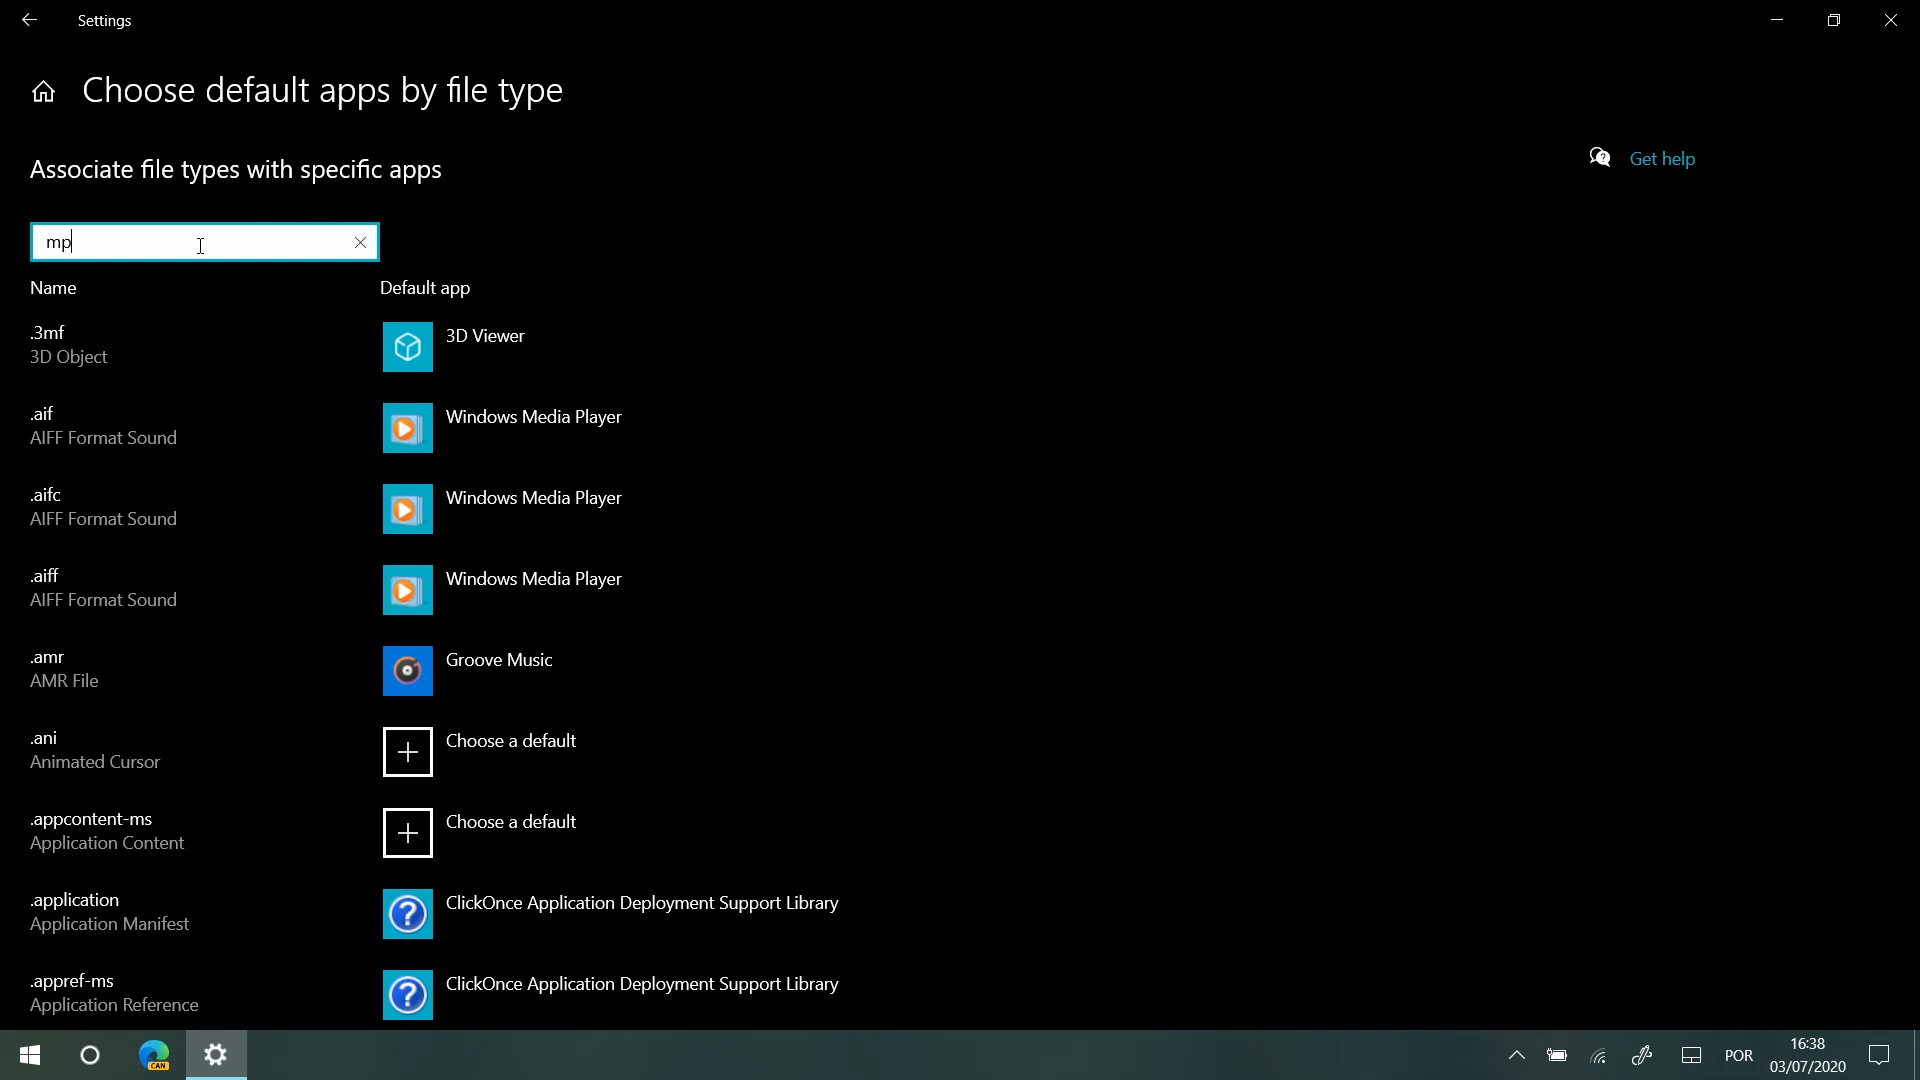 Settings
Choose default apps by file type
Associate file types with specific apps
Get help
mp
Name Default app
.3mf
3D Object
3D Viewer
.aif
AIFF Format Sound
Windows Media Player
.aifc
AIFF Format Sound
Windows Media Player
.aiff
AIFF Format Sound
Windows Media Player
.amr
AMR File
Groove Music
.ani
Animated Cursor
Choose a default
.appcontent-ms
Application Content
Choose a default
.application
Application Manifest
ClickOnce Application Deployment Support Library
.appref-ms
Application Reference
ClickOnce Application Deployment Support Library
CAN
POR
16:38
03/07/2020